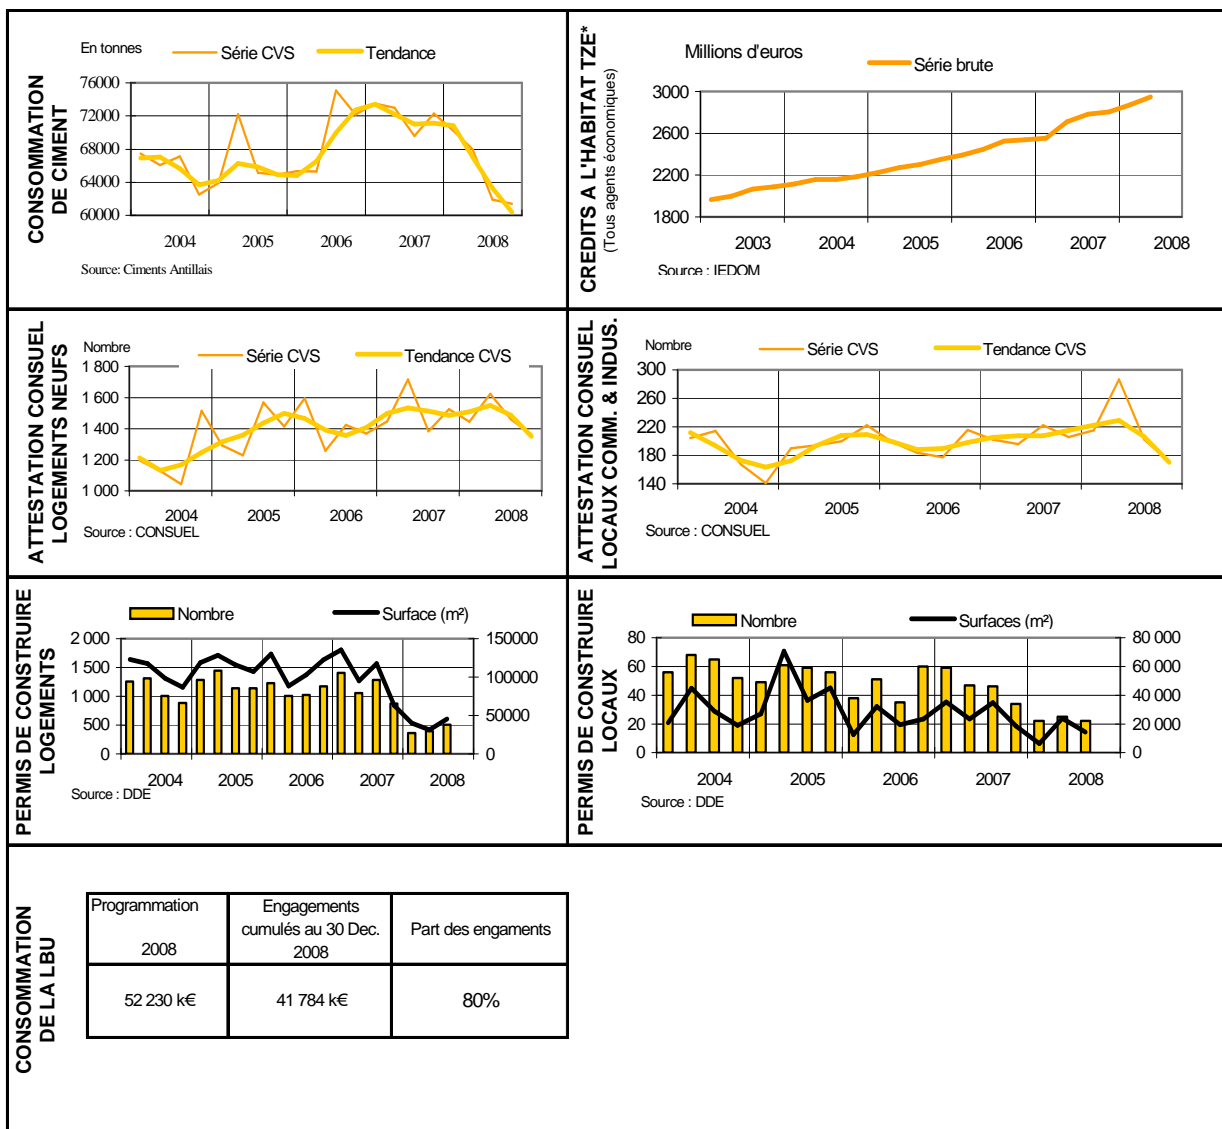 CONSOMMATION
DE CIMENT
En tonnes
Série CVS
Tendance
76000
72000
68000
64000
60000
2004
2005
2006
2007
2008
Source: Ciments Antillais
CREDITS A L'HABITAT TZE*
(Tous agents économiques)
Millions d'euros
Série brute
3000
2600
2200
1800
2003
2004
2005
2006
2007
2008
Source : IEDOM
ATTESTATION CONSUEL
LOGEMENTS NEUFS
Nombre
Série CVS
Tendance CVS
1 800
1 600
1 400
1 200
1 000
2004
2005
2006
2007
2008
Source : CONSUEL
ATTESTATION CONSUEL
LOCAUX COMM. & INDUS.
Nombre
Série CVS
Tendance CVS
300
260
220
180
140
2004
2005
2006
2007
2008
Source : CONSUEL
PERMIS DE CONSTRUIRE
LOGEMENTS
Nombre
Surface (m²)
2 000
1 500
1 000
500
0
150000
100000
50000
0
2004
2005
2006
2007
2008
Source : DDE
PERMIS DE CONSTRUIRE
LOCAUX
Nombre
Surfaces (m²)
80
60
40
20
0
80 000
60 000
40 000
20 000
0
2004
2005
2006
2007
2008
Source : DDE
CONSOMMATION
DE LA LBU
Programmation
2008
Engagements
cumulés au 30 Dec.
2008
Part des engaments
52 230 k€
41 784 k€
80%